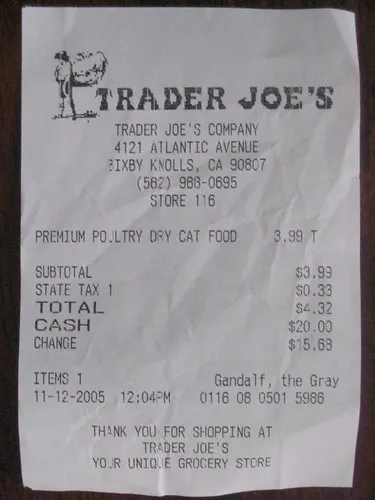 TRADER JOE'S
TRADER JOE'S COMPANY
4121 ATLANTIC AVENUE
BIXBY KNOLLS, CA 90807
(562) 988-0695
STORE 116
PREMIUM POULTRY DRY CAT FOOD 3.99 T
SUBTOTAL $3.99
STATE TAX 1 $0.33
TOTAL $4.32
CASH $20.00
CHANGE $15.68
ITEMS 1 Gandalf, the Gray
11-12-2005 12:04PM 0116 08 0501 5986
THANK YOU FOR SHOPPING AT
TRADER JOE'S
YOUR UNIQUE GROCERY STORE